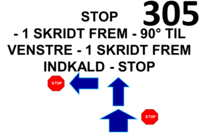 STOP 305
- 1 SKRIDT FREM - 90° TIL
VENSTRE - 1 SKRIDT FREM
INDKALD - STOP
STOP
STOP